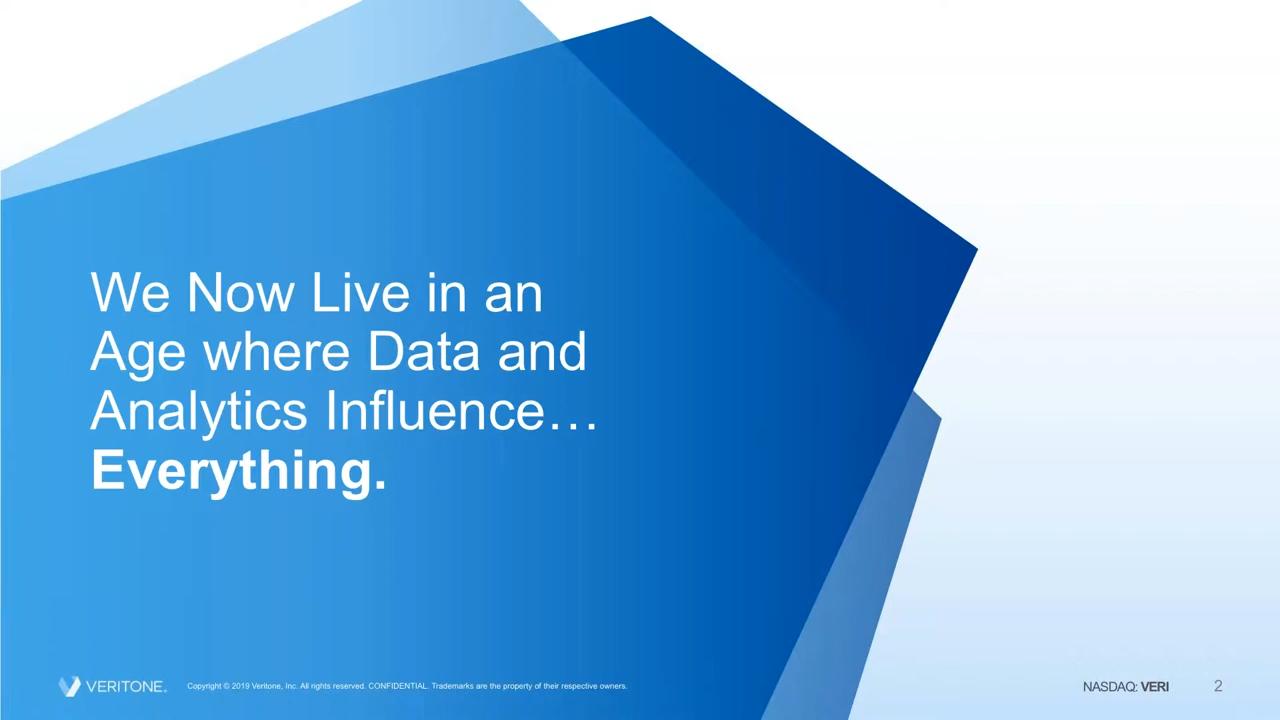 We Now Live in an
Age where Data and
Analytics Influence…
Everything.
VERITONE® Copyright © 2019 Veritone, Inc. All rights reserved. CONFIDENTIAL. Trademarks are the property of their respective owners. NASDAQ: VERI 2